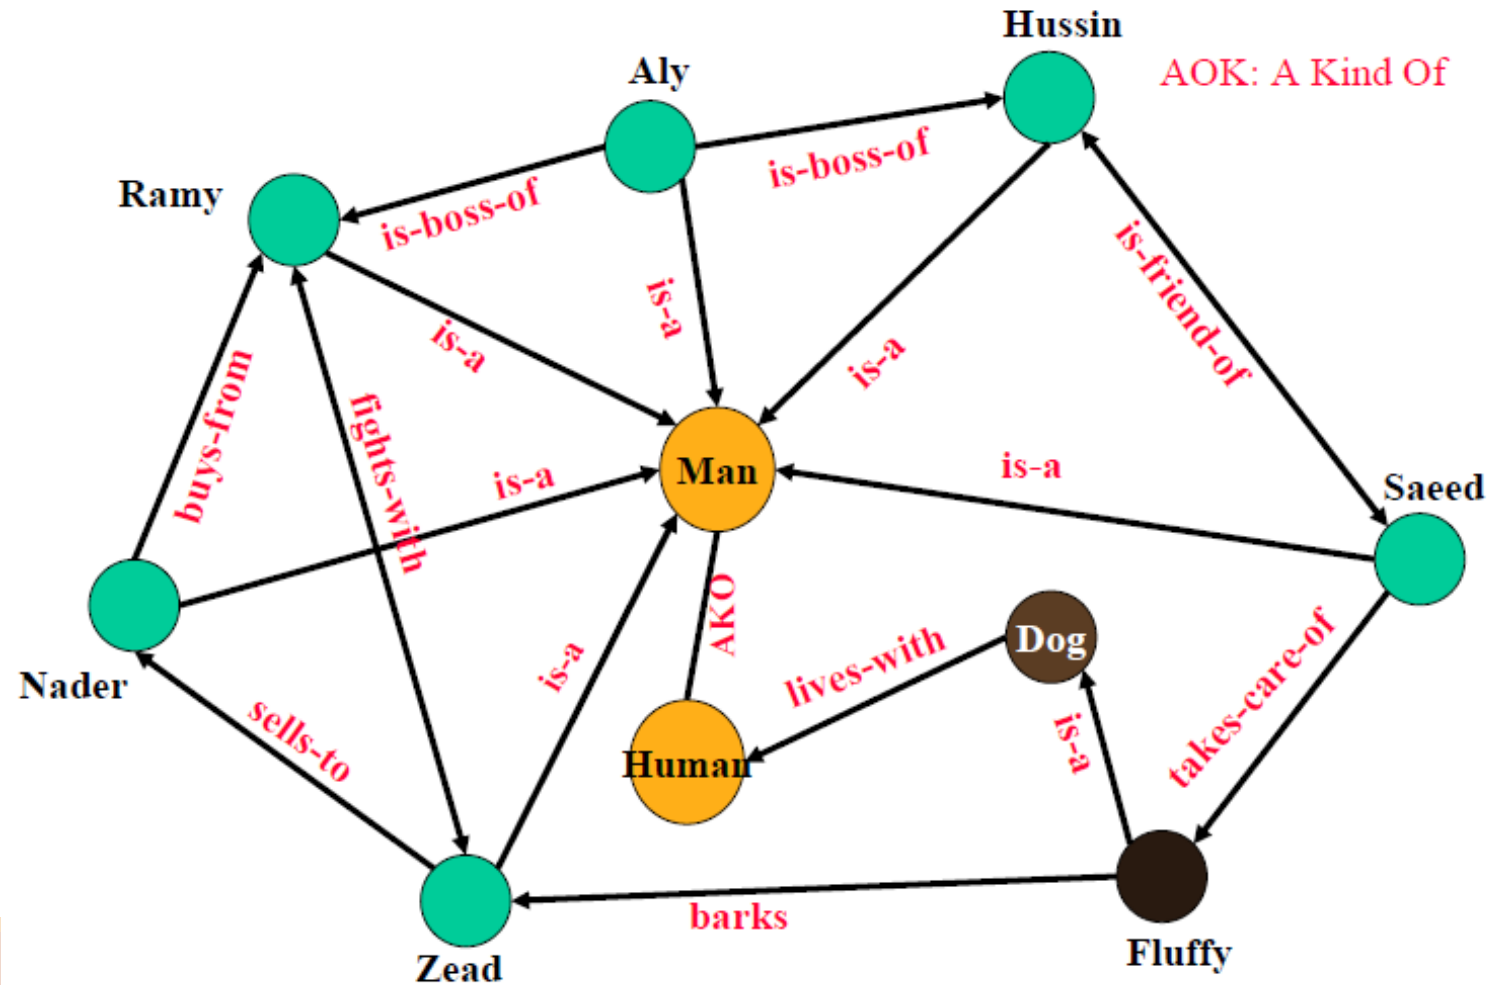 Hussin
Aly
AOK: A Kind Of
is-boss-of
is-boss-of
Ramy
is-friend-of
is-a
is-a
is-a
buys-from
fights-with
is-a
Man
is-a
Saeed
AKO
Dog
lives-with
takes-care-of
Nader
is-a
sells-to
is-a
Human
barks
Zead
Fluffy